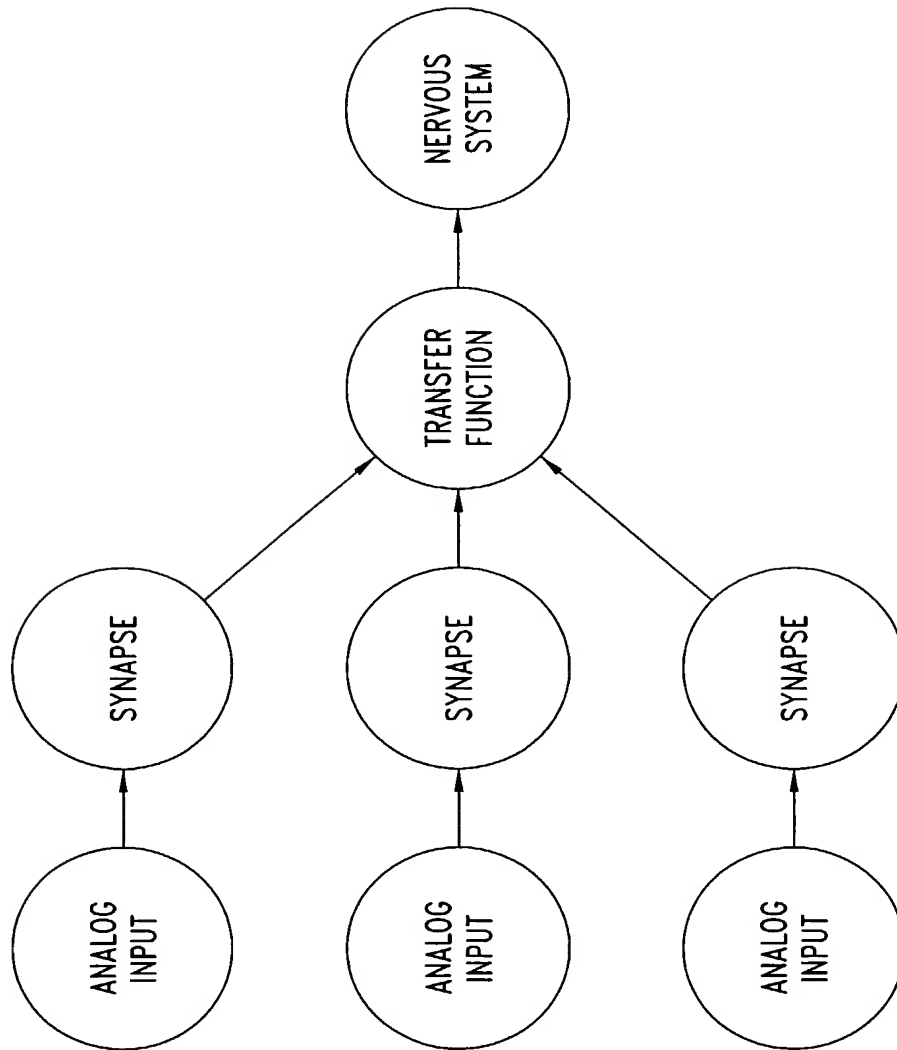 ANALOG
INPUT
SYNAPSE
ANALOG
INPUT
SYNAPSE
TRANSFER
FUNCTION
NERVOUS
SYSTEM
ANALOG
INPUT
SYNAPSE